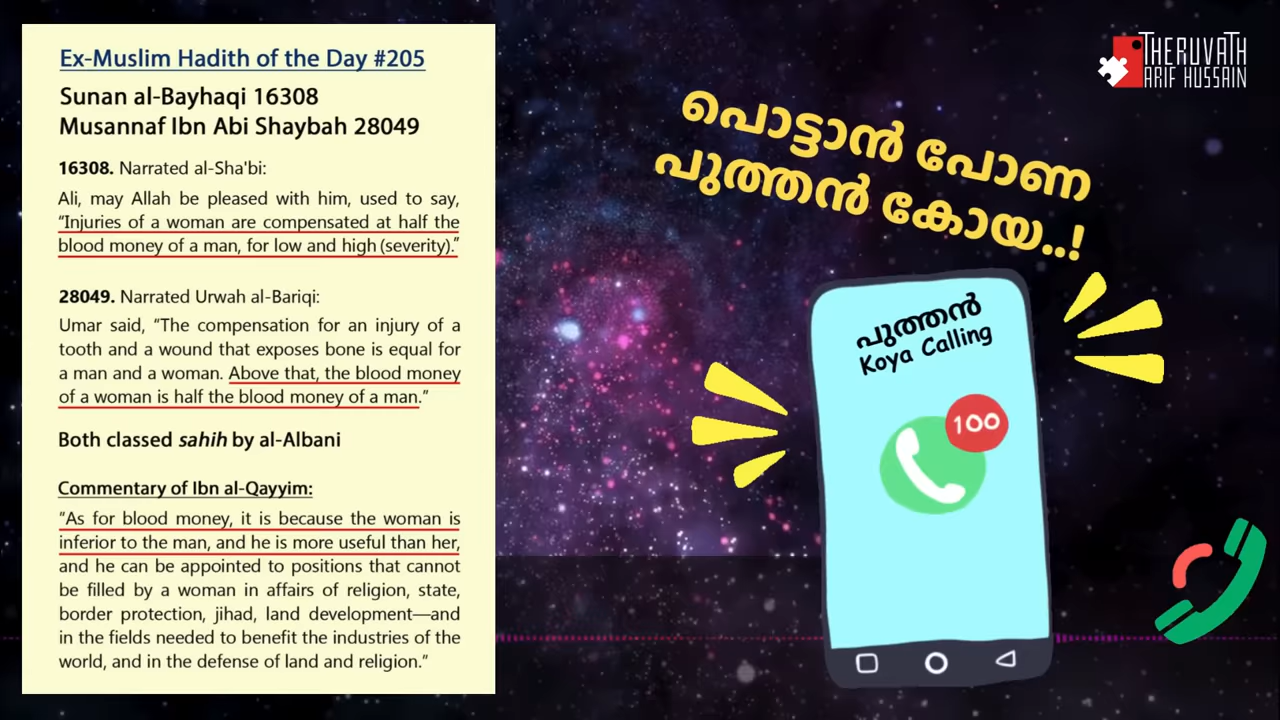 Ex-Muslim Hadith of the Day #205
Sunan al-Bayhaqi 16308
Musannaf Ibn Abi Shaybah 28049
16308. Narrated al-Sha'bi:
Ali, may Allah be pleased with him, used to say,
“Injuries of a woman are compensated at half the
blood money of a man, for low and high (severity).”
28049. Narrated Urwah al-Bariqi:
Umar said, “The compensation for an injury of a
tooth and a wound that exposes bone is equal for
a man and a woman. Above that, the blood money
of a woman is half the blood money of a man.”
Both classed sahih by al-Albani
Commentary of Ibn al-Qayyim:
“As for blood money, it is because the woman is
inferior to the man, and he is more useful than her,
and he can be appointed to positions that cannot
be filled by a woman in affairs of religion, state,
border protection, jihad, land development—and
in the fields needed to benefit the industries of the
world, and in the defense of land and religion.”
THERUVATH
ARIF HUSSAIN
പൊട്ടാൻ പോണ
പുത്തൻ കോയ..!
പുത്തൻ
Koya Calling
100